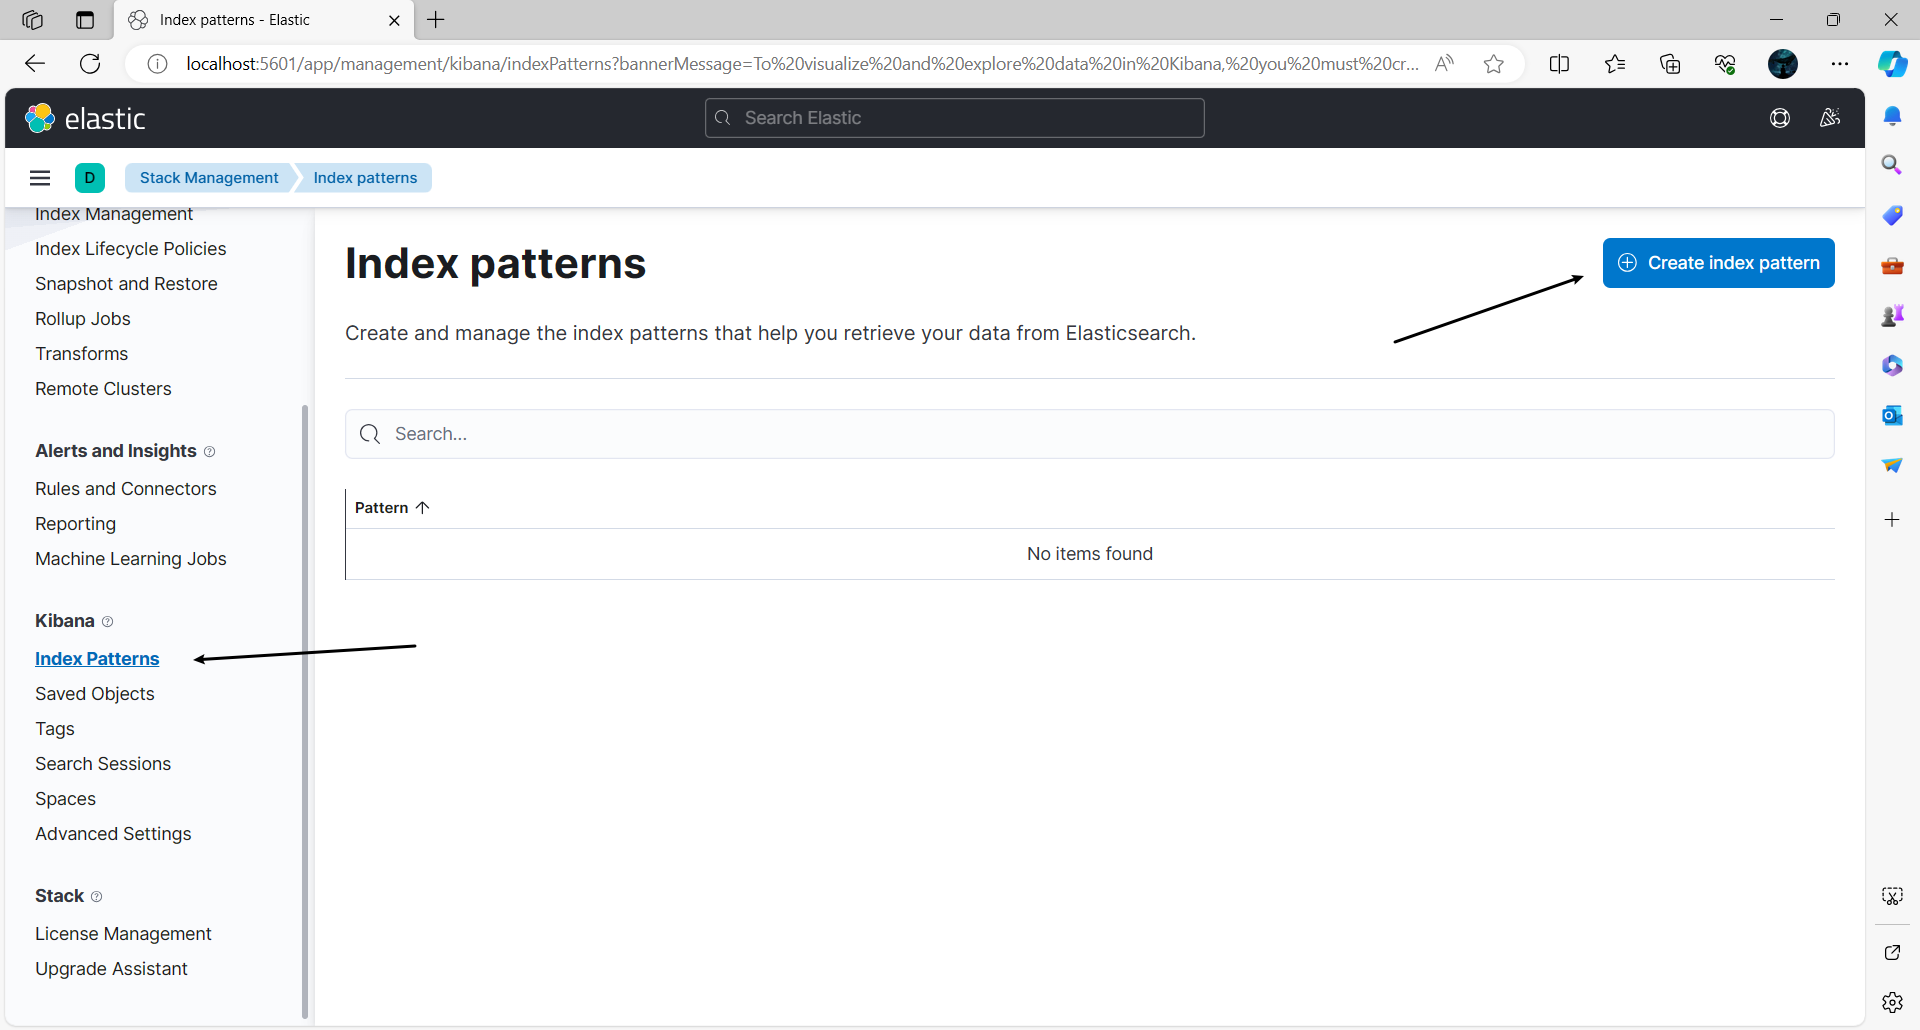 Index patterns - Elastic
localhost:5601/app/management/kibana/indexPatterns?bannerMessage=To%20visualize%20and%20explore%20data%20in%20Kibana,%20you%20must%20cr...
elastic
Search Elastic
D
Stack Management
Index patterns
Index Management
Index Lifecycle Policies
Snapshot and Restore
Rollup Jobs
Transforms
Remote Clusters
Alerts and Insights
Rules and Connectors
Reporting
Machine Learning Jobs
Kibana
Index Patterns
Saved Objects
Tags
Search Sessions
Spaces
Advanced Settings
Stack
License Management
Upgrade Assistant
Index patterns
Create index pattern
Create and manage the index patterns that help you retrieve your data from Elasticsearch.
Search...
Pattern
No items found